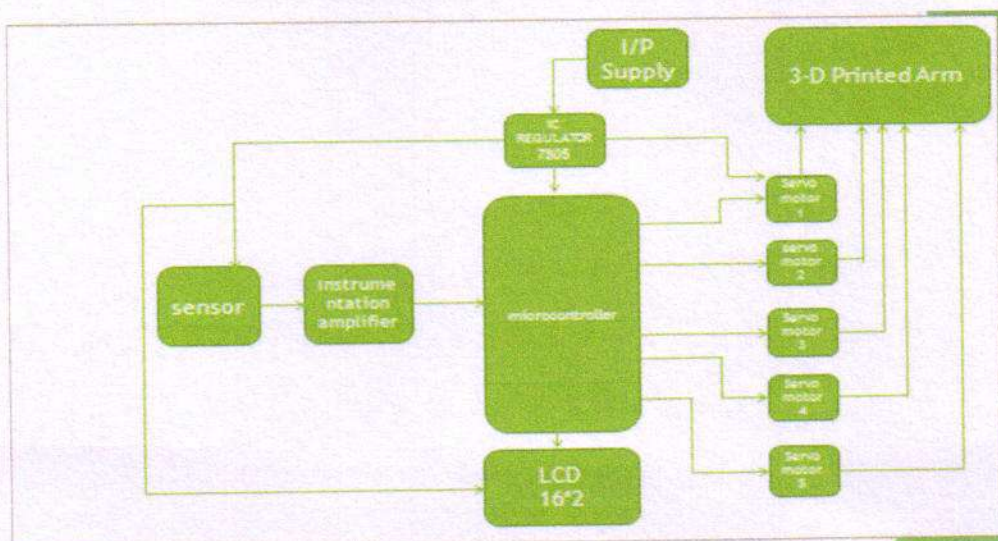 I/P
Supply
3-D Printed Arm
IC
REGULATOR
7805
Servo
motor
1
servo
motor
2
sensor
Instrume
ntation
amplifier
microcontroller
Servo
motor
3
Servo
motor
4
Servo
motor
5
LCD
16*2